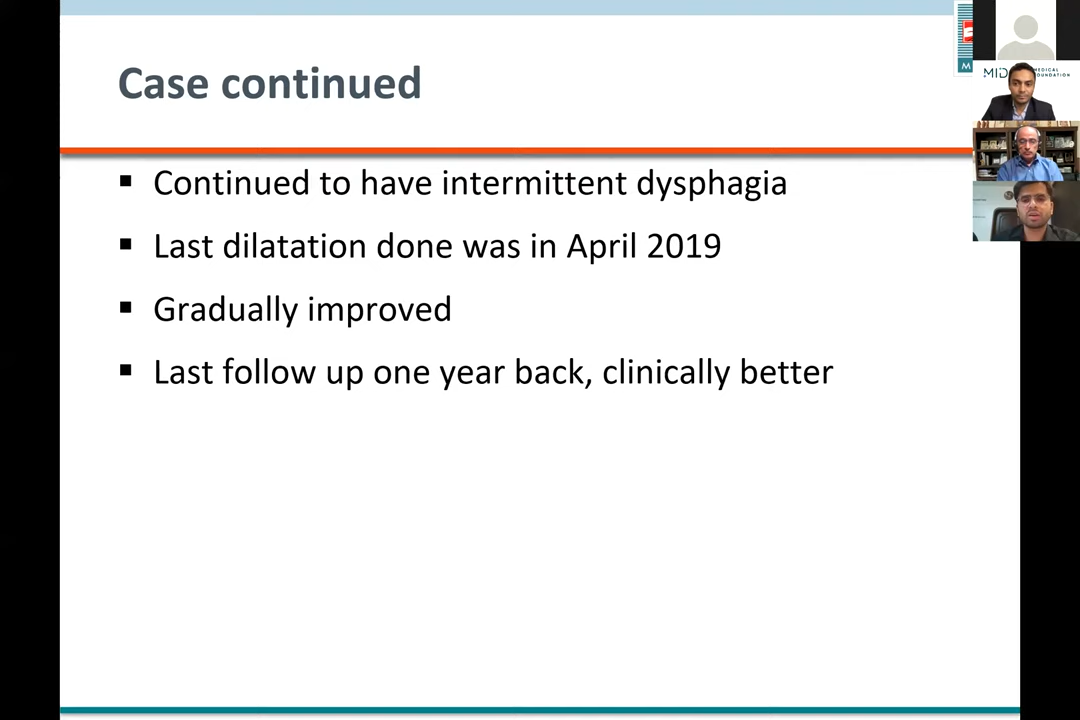 Case continued
▪ Continued to have intermittent dysphagia
▪ Last dilatation done was in April 2019
▪ Gradually improved
▪ Last follow up one year back, clinically better
M
MID